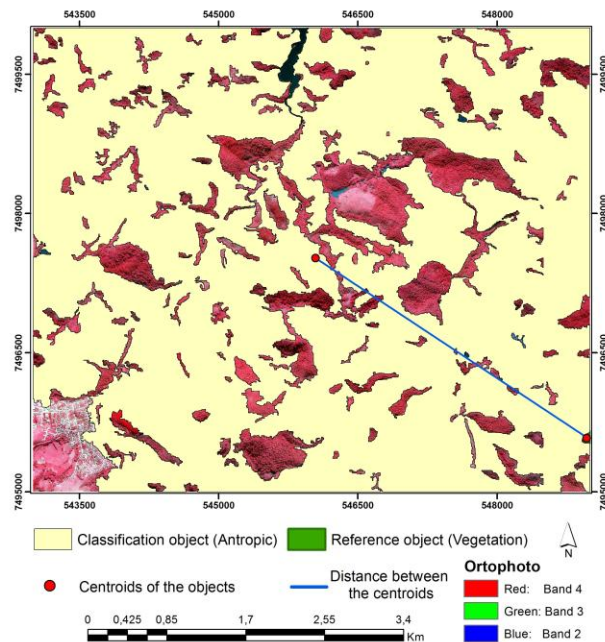 543500 545000 546500 548000
7499500 7499500
7498000 7498000
7496500 7496500
7495000 7495000
543500 545000 546500 548000
Classification object (Antropic) Reference object (Vegetation) N
Centroids of the objects Distance between the centroids
Ortophoto
Red: Band 4
Green: Band 3
Blue: Band 2
0 0,425 0,85 1,7 2,55 3,4
Km